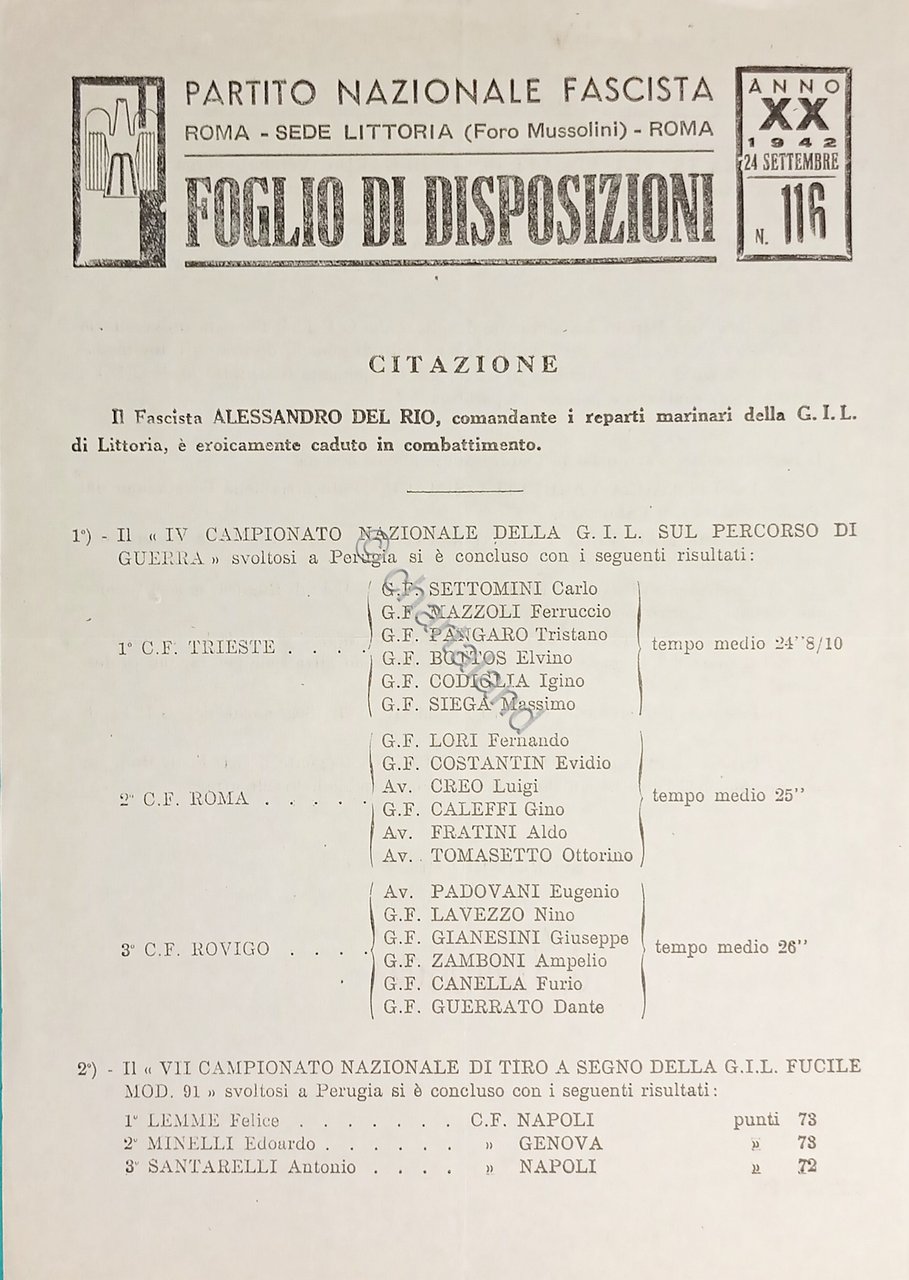 PARTITO NAZIONALE FASCISTA
ROMA - SEDE LITTORIA (Foro Mussolini) - ROMA
FOGLIO DI DISPOSIZIONI
ANNO
XX
1942
24 SETTEMBRE
N. 116
CITAZIONE
Il Fascista ALESSANDRO DEL RIO, comandante i reparti marinari della G. I. L.
di Littoria, è eroicamente caduto in combattimento.
1°) - Il « IV CAMPIONATO NAZIONALE DELLA G. I. L. SUL PERCORSO DI
GUERRA » svoltosi a Perugia si è concluso con i seguenti risultati:
G.F. SETTOMINI Carlo
G.F. MAZZOLI Ferruccio
G.F. PANGARO Tristano
1° C.F. TRIESTE . . . . tempo medio 24''8/10
G.F. BONTOS Elvino
G.F. CODIGLIA Igino
G.F. SIEGA Massimo
G.F. LORI Fernando
G.F. COSTANTIN Evidio
Av. CREO Luigi
2° C.F. ROMA . . . . . tempo medio 25''
G.F. CALEFFI Gino
Av. FRATINI Aldo
Av. TOMASETTO Ottorino
Av. PADOVANI Eugenio
G.F. LAVEZZO Nino
G.F. GIANESINI Giuseppe
3° C.F. ROVIGO . . . . tempo medio 26''
G.F. ZAMBONI Ampelio
G.F. CANELLA Furio
G.F. GUERRATO Dante
2°) - Il « VII CAMPIONATO NAZIONALE DI TIRO A SEGNO DELLA G.I.L. FUCILE
MOD. 91 » svoltosi a Perugia si è concluso con i seguenti risultati:
1° LEMME Felice . . . . . . . C.F. NAPOLI punti 73
2° MINELLI Edoardo . . . . . . » GENOVA » 73
3° SANTARELLI Antonio . . . . » NAPOLI » 72
© chartaland